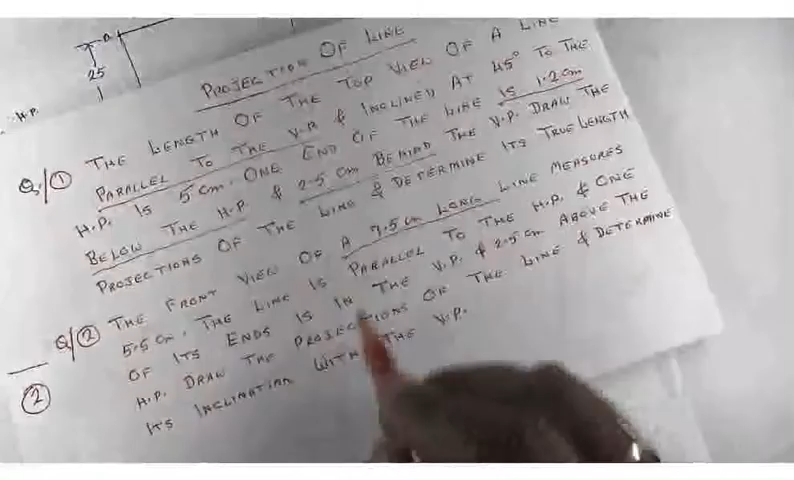 25
H.P.
PROJECTION OF LINE
Q/① THE LENGTH OF THE TOP VIEW OF A LINE
PARALLEL TO THE V.P & INCLINED AT 45° TO THE
H.P. IS 5 cm. ONE END OF THE LINE IS 1.2 cm
BELOW THE H.P & 2.5 cm BEHIND THE V.P. DRAW THE
PROJECTIONS OF THE LINE & DETERMINE ITS TRUE LENGTH
Q/② THE FRONT VIEW OF A 7.5 cm LONG LINE MEASURES
5.5 cm. THE LINE IS PARALLEL TO THE H.P. & ONE
OF ITS ENDS IS IN THE V.P. & 2.5 cm ABOVE THE
H.P. DRAW THE PROJECTIONS OF THE LINE & DETERMINE
ITS INCLINATION WITH THE V.P.
②